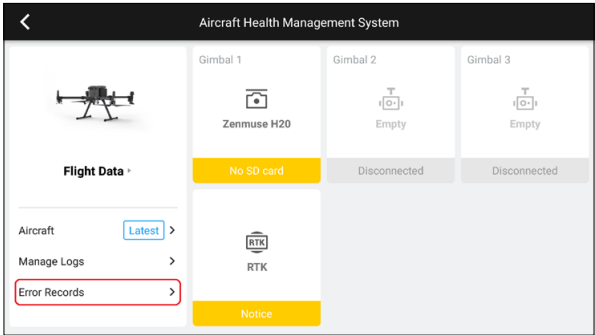 Aircraft Health Management System
Flight Data
Aircraft
Latest
Manage Logs
Error Records
Gimbal 1
Zenmuse H20
No SD card
Gimbal 2
Empty
Disconnected
Gimbal 3
Empty
Disconnected
RTK
RTK
Notice